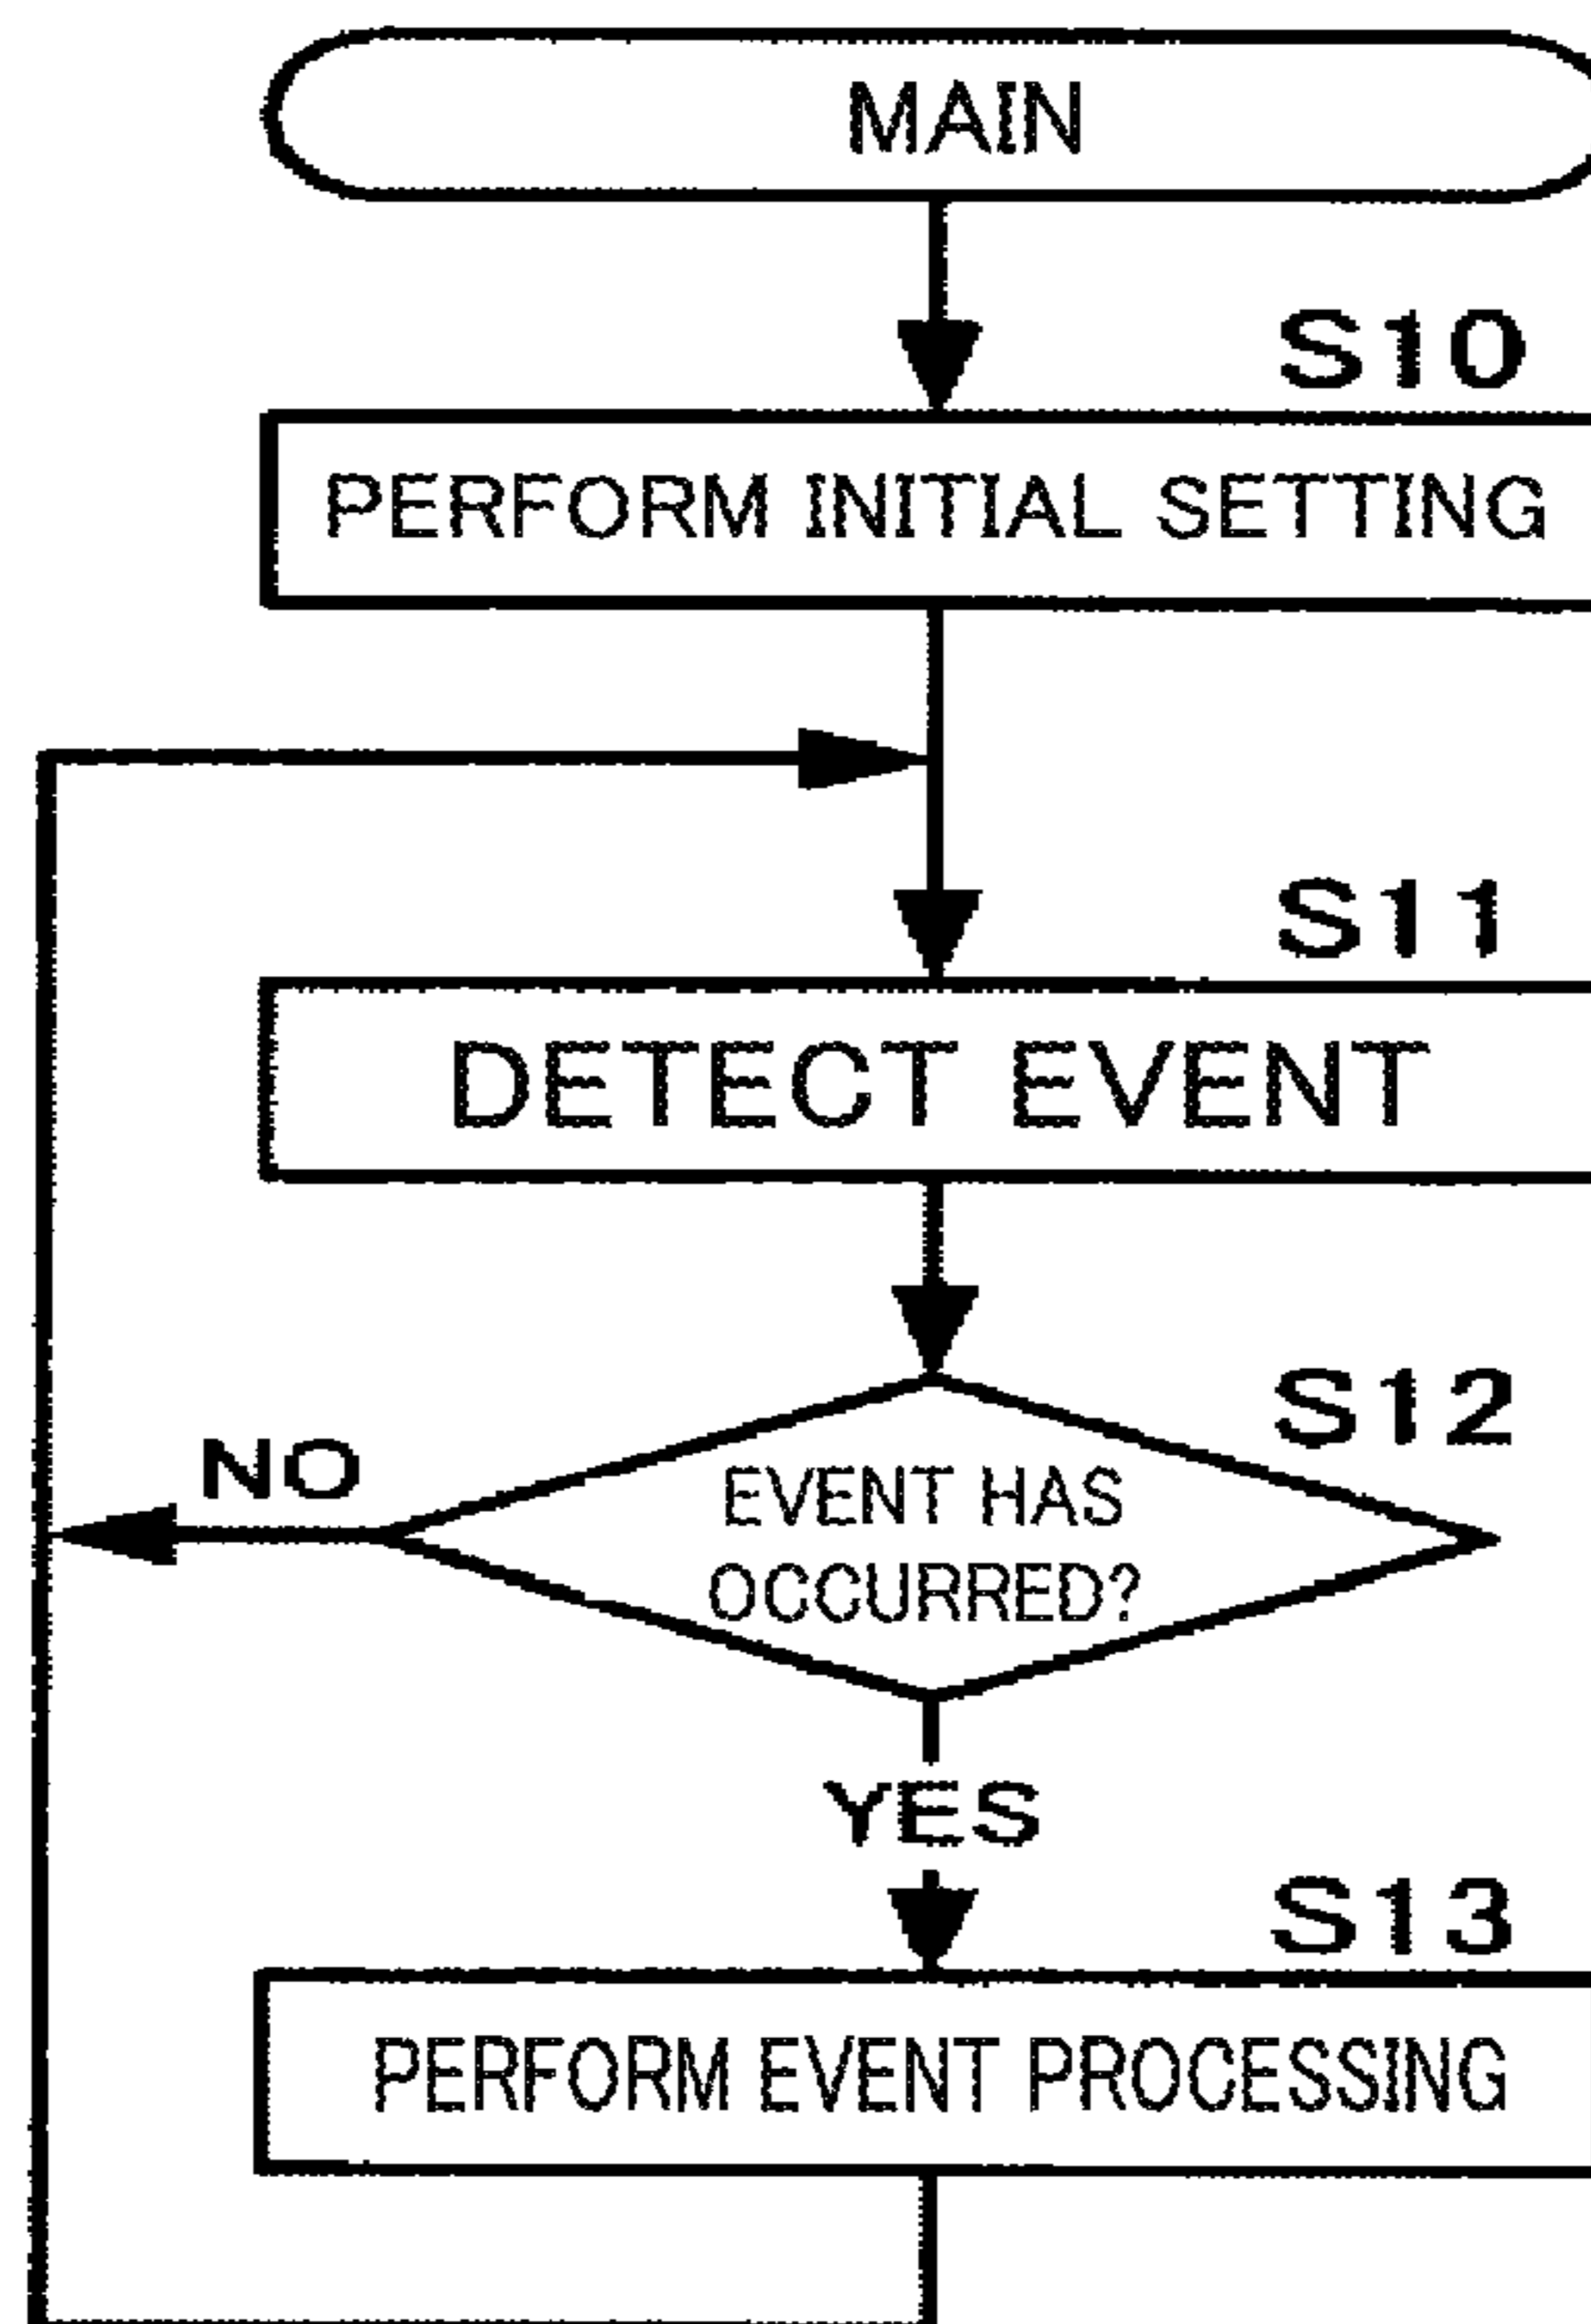 MAIN
S10
PERFORM INITIAL SETTING
S11
DETECT EVENT
S12
NO
EVENT HAS
OCCURRED?
YES
S13
PERFORM EVENT PROCESSING